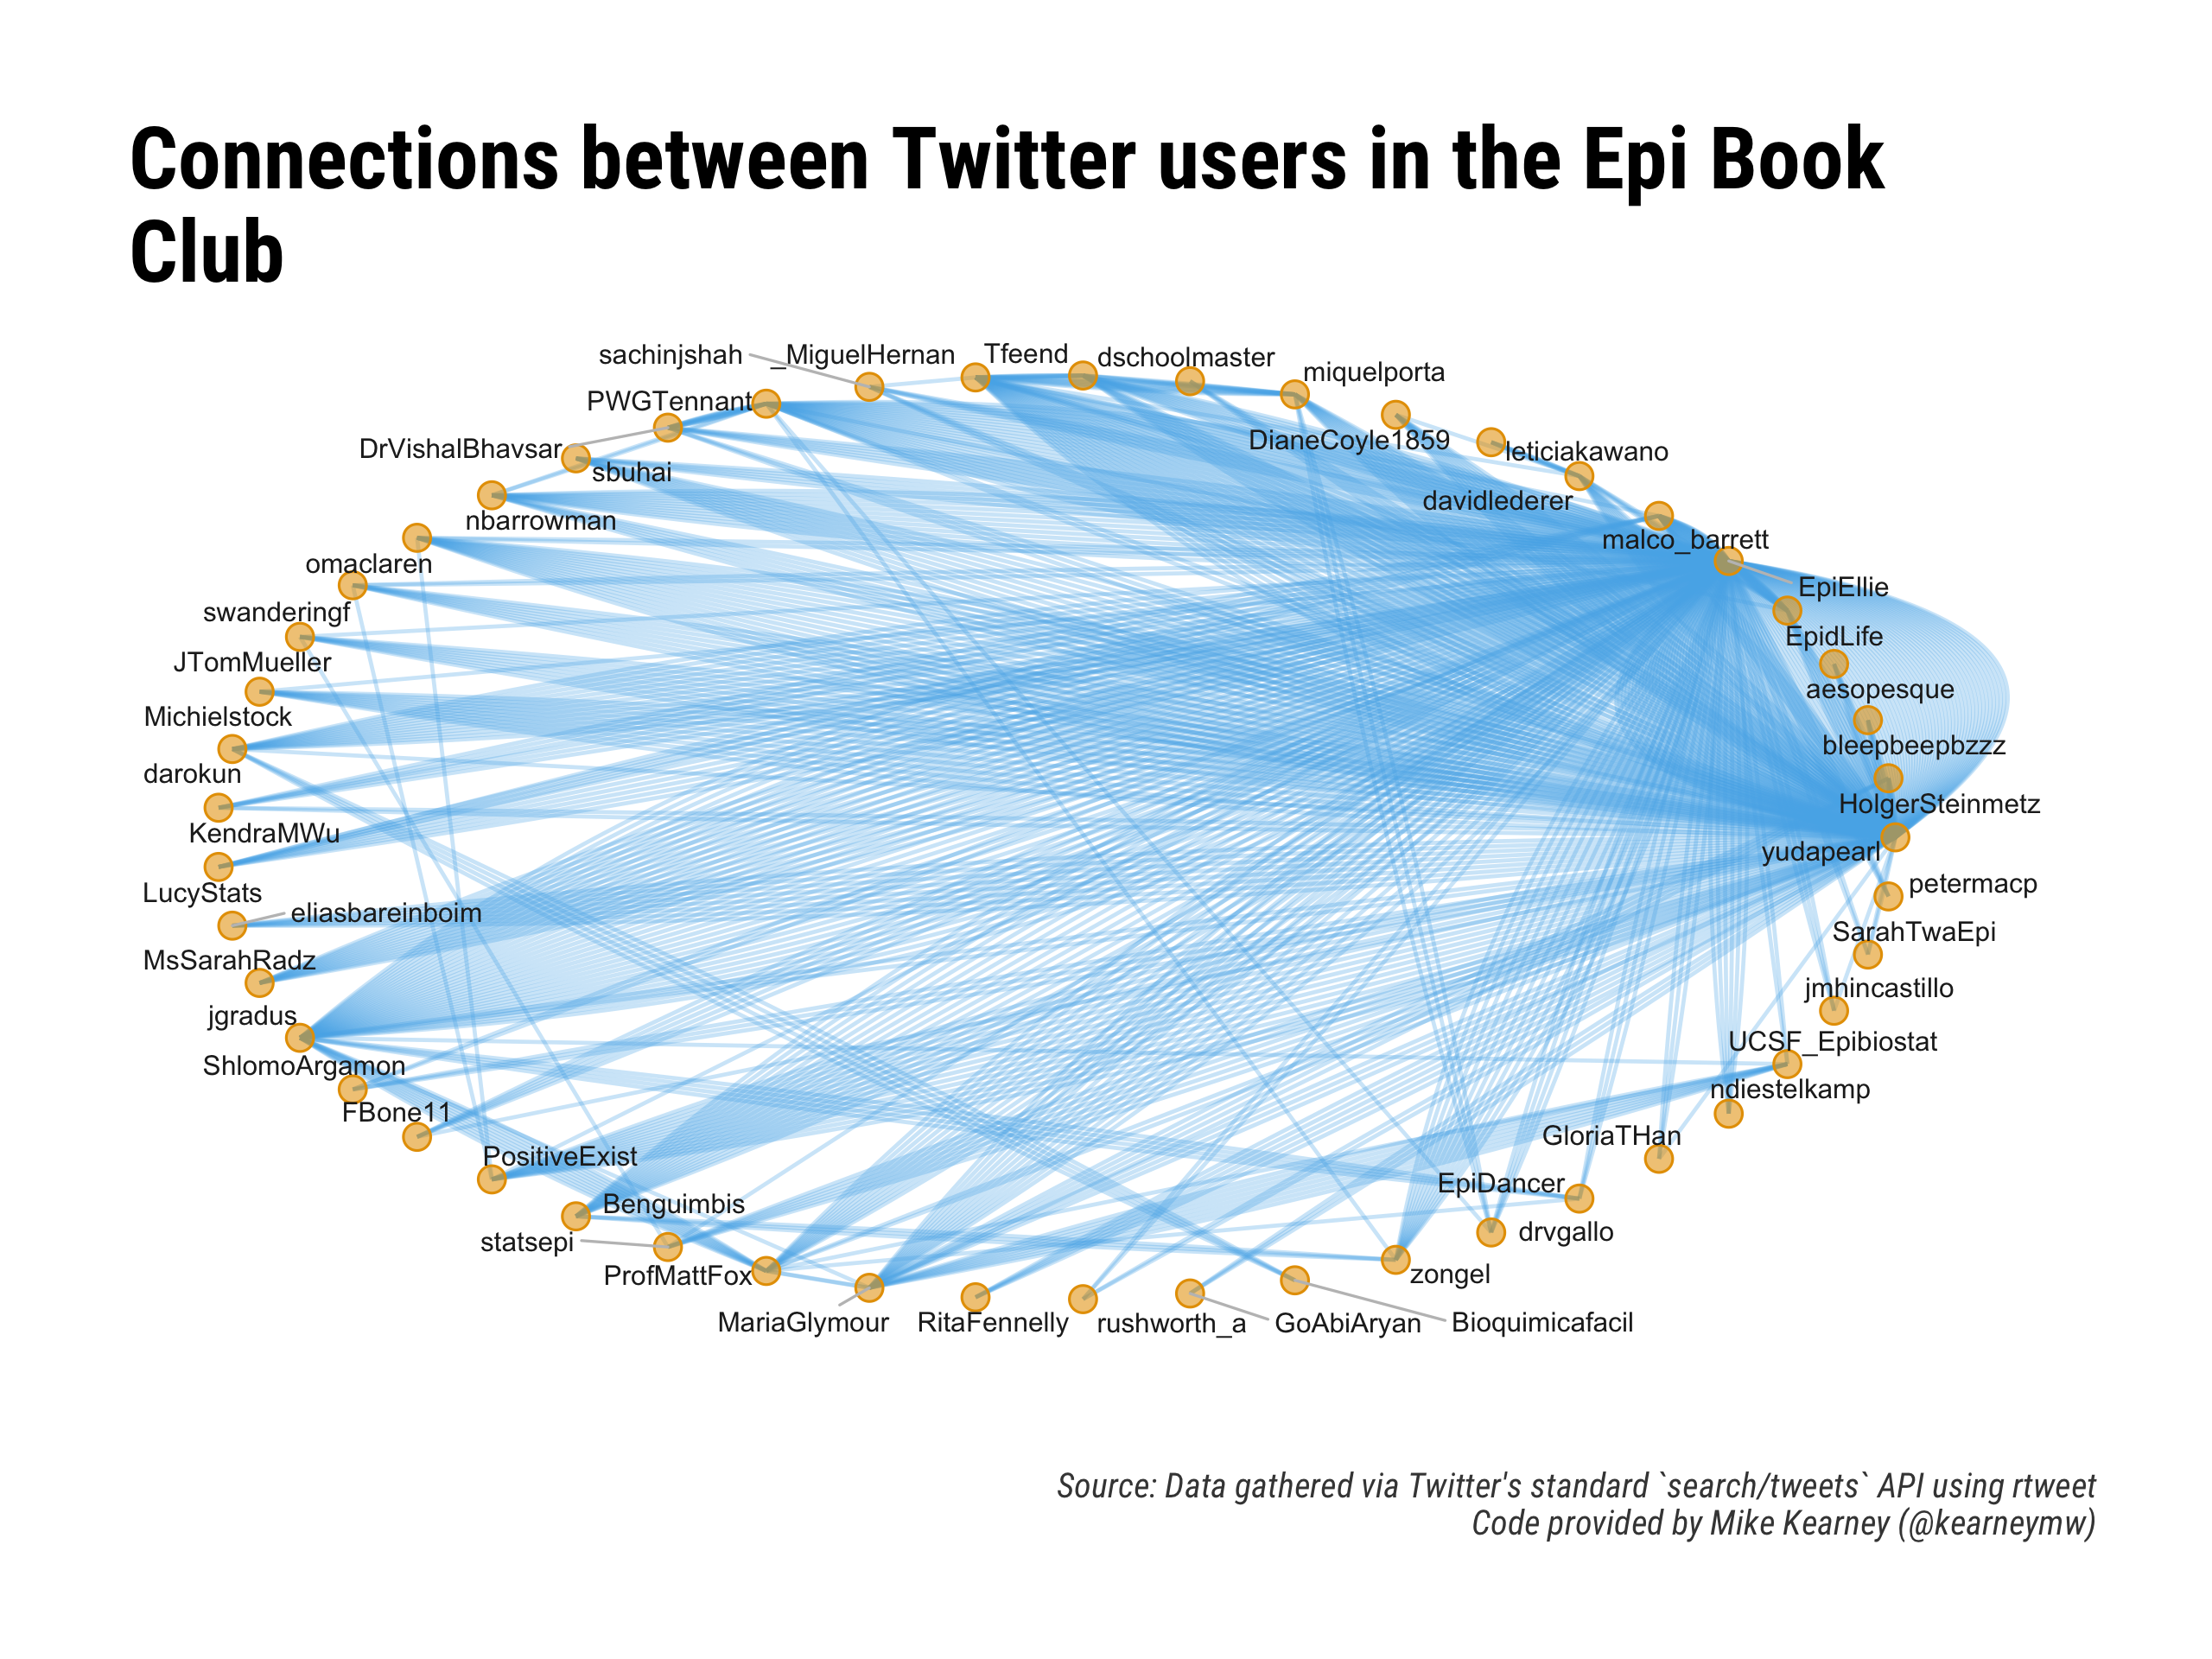 Connections between Twitter users in the Epi Book
Club
sachinjshah
_MiguelHernan
Tfeend
dschoolmaster
miquelporta
PWGTennant
DianeCoyle1859
DrVishalBhavsar
leticiakawano
sbuhai
davidlederer
nbarrowman
malco_barrett
omaclaren
EpiEllie
swanderingf
EpidLife
JTomMueller
aesopesque
Michielstock
bleepbeepbzzz
darokun
HolgerSteinmetz
KendraMWu
yudapearl
LucyStats
petermacp
eliasbareinboim
SarahTwaEpi
MsSarahRadz
jmhincastillo
jgradus
UCSF_Epibiostat
ShlomoArgamon
ndiestelkamp
FBone11
GloriaTHan
PositiveExist
EpiDancer
Benguimbis
drvgallo
statsepi
ProfMattFox
zongel
MariaGlymour
RitaFennelly
rushworth_a
GoAbiAryan
Bioquimicafacil
Source: Data gathered via Twitter's standard `search/tweets` API using rtweet
Code provided by Mike Kearney (@kearneymw)